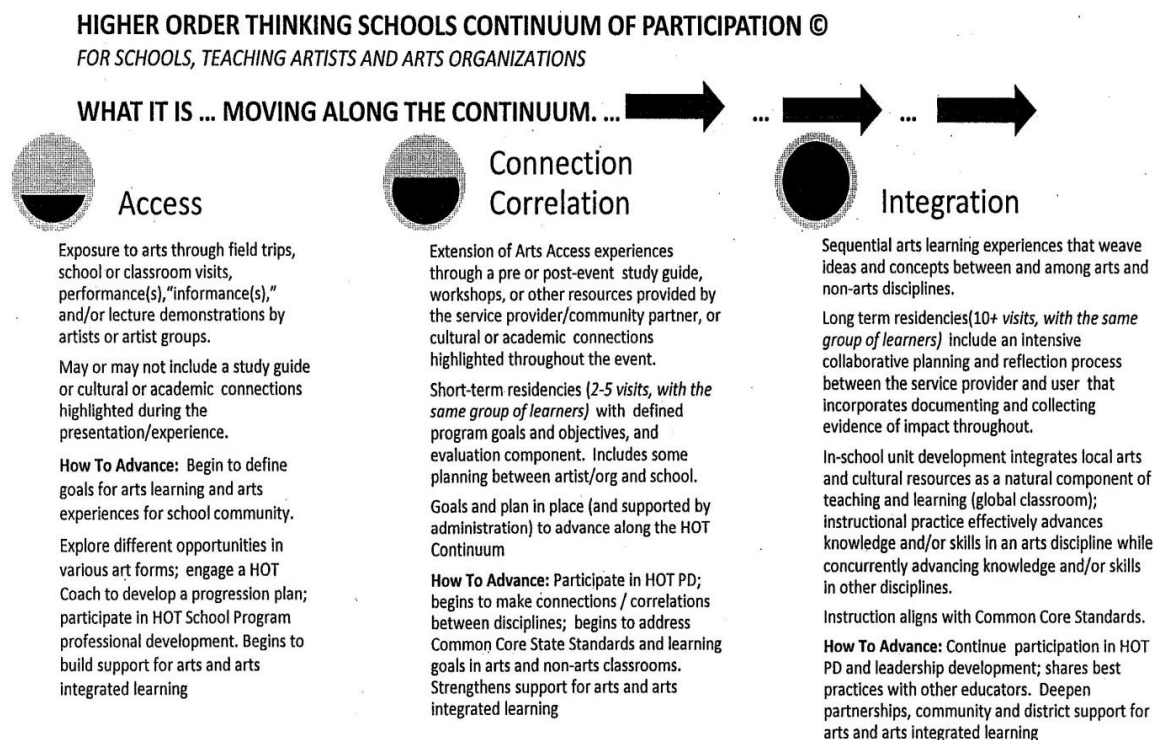 HIGHER ORDER THINKING SCHOOLS CONTINUUM OF PARTICIPATION ©
FOR SCHOOLS, TEACHING ARTISTS AND ARTS ORGANIZATIONS
WHAT IT IS ... MOVING ALONG THE CONTINUUM. ... ... ...
Access
Exposure to arts through field trips,
school or classroom visits,
performance(s),"informance(s),"
and/or lecture demonstrations by
artists or artist groups.
May or may not include a study guide
or cultural or academic connections
highlighted during the
presentation/experience.
How To Advance: Begin to define
goals for arts learning and arts
experiences for school community.
Explore different opportunities in
various art forms; engage a HOT
Coach to develop a progression plan;
participate in HOT School Program
professional development. Begins to
build support for arts and arts
integrated learning
Connection
Correlation
Extension of Arts Access experiences
through a pre or post-event study guide,
workshops, or other resources provided by
the service provider/community partner, or
cultural or academic connections
highlighted throughout the event.
Short-term residencies (2-5 visits, with the
same group of learners) with defined
program goals and objectives, and
evaluation component. Includes some
planning between artist/org and school.
Goals and plan in place (and supported by
administration) to advance along the HOT
Continuum
How To Advance: Participate in HOT PD;
begins to make connections / correlations
between disciplines; begins to address
Common Core State Standards and learning
goals in arts and non-arts classrooms.
Strengthens support for arts and arts
integrated learning
Integration
Sequential arts learning experiences that weave
ideas and concepts between and among arts and
non-arts disciplines.
Long term residencies(10+ visits, with the same
group of learners) include an intensive
collaborative planning and reflection process
between the service provider and user that
incorporates documenting and collecting
evidence of impact throughout.
In-school unit development integrates local arts
and cultural resources as a natural component of
teaching and learning (global classroom);
instructional practice effectively advances
knowledge and/or skills in an arts discipline while
concurrently advancing knowledge and/or skills
in other disciplines.
Instruction aligns with Common Core Standards.
How To Advance: Continue participation in HOT
PD and leadership development; shares best
practices with other educators. Deepen
partnerships, community and district support for
arts and arts integrated learning